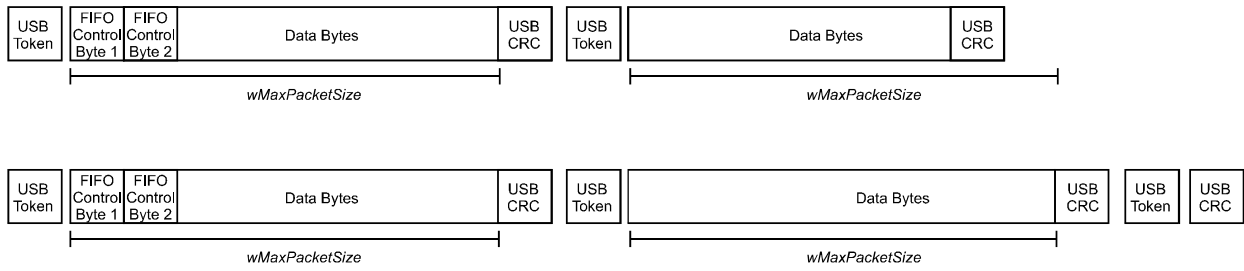 USB
Token
FIFO
Control
Byte 1
FIFO
Control
Byte 2
Data Bytes
USB
CRC
USB
Token
Data Bytes
USB
CRC
wMaxPacketSize
wMaxPacketSize
USB
Token
FIFO
Control
Byte 1
FIFO
Control
Byte 2
Data Bytes
USB
CRC
USB
Token
Data Bytes
USB
CRC
USB
Token
USB
CRC
wMaxPacketSize
wMaxPacketSize